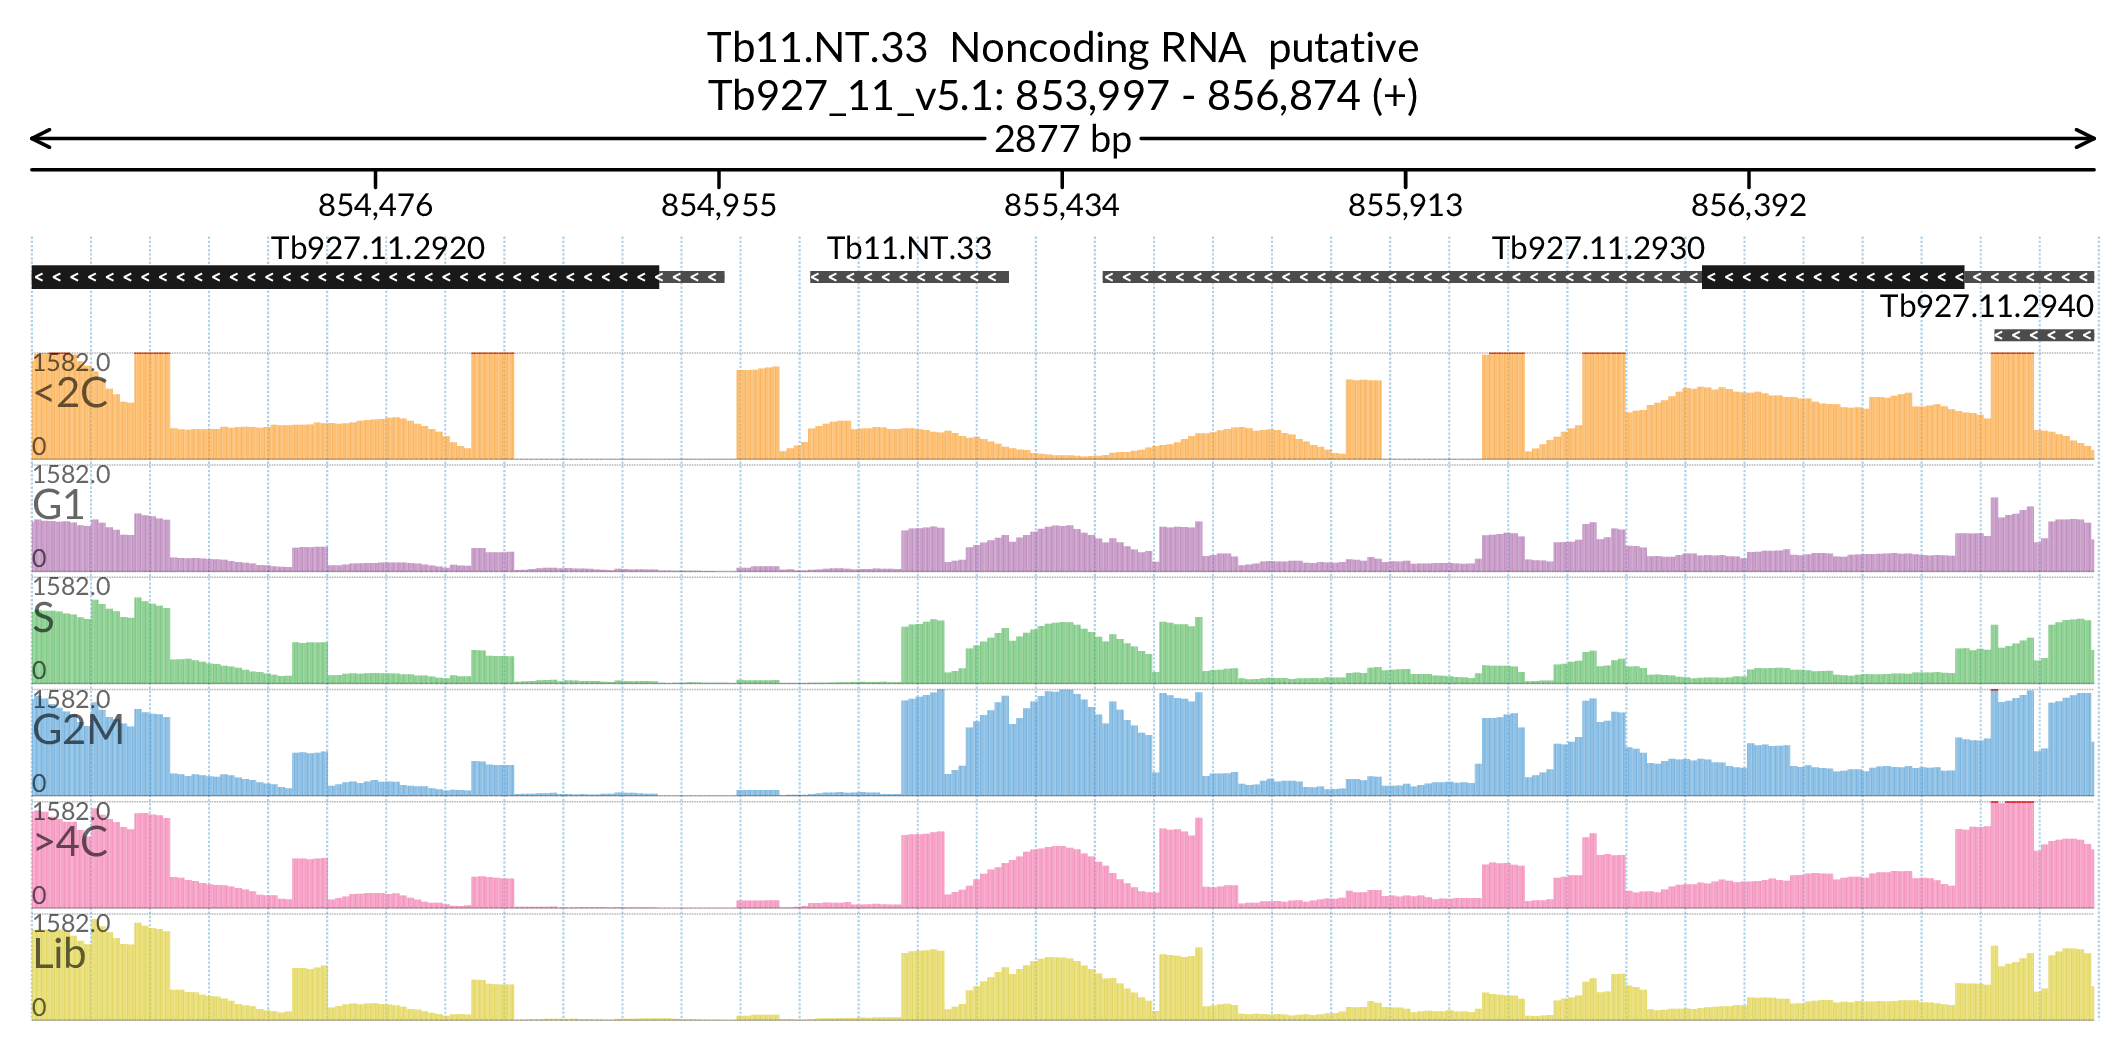 Tb11.NT.33 Noncoding RNA putative
Tb927_11_v5.1: 853,997 - 856,874 (+)
2877 bp
854,476 854,955 855,434 855,913 856,392
Tb927.11.2920 Tb11.NT.33 Tb927.11.2930
Tb927.11.2940
1582.0
<2C
0
1582.0
G1
0
1582.0
S
0
1582.0
G2M
0
1582.0
>4C
0
1582.0
Lib
0